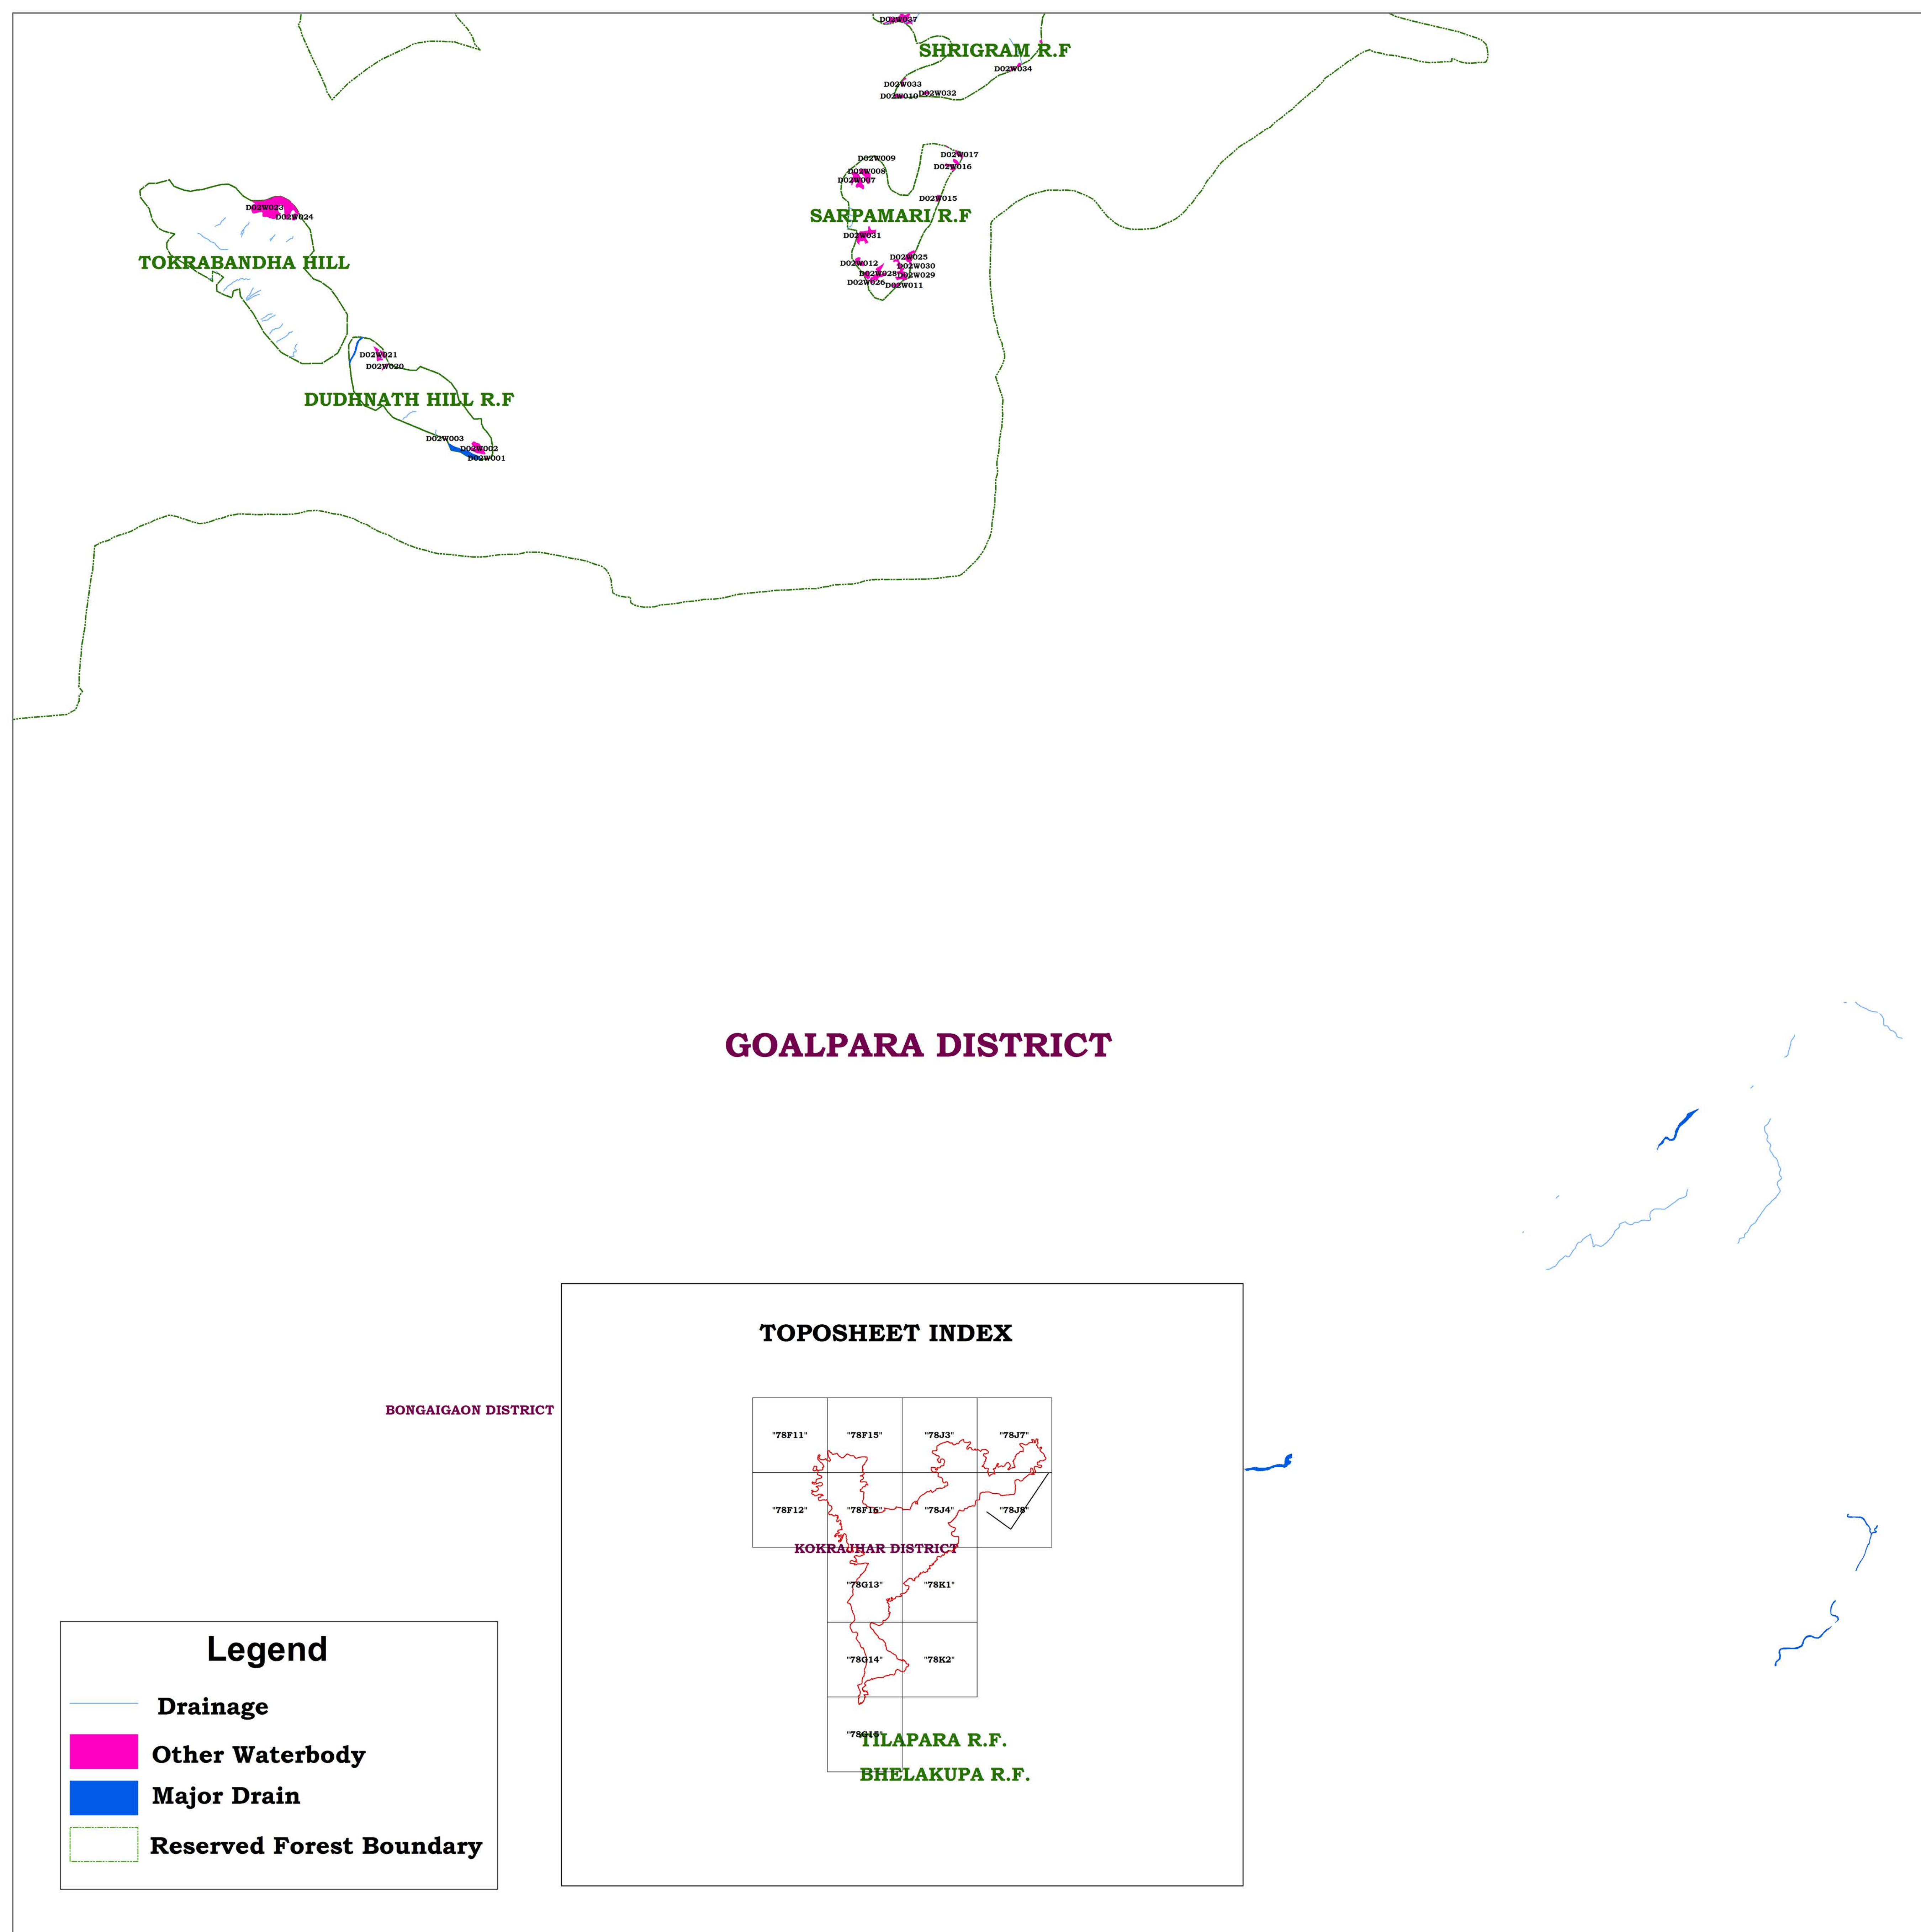 D02W037
SHRIGRAM R.F
D02W034
D02W033
D02W032
D02W010
D02W017
D02W009
D02W016
D02W008
D02W007
D02W015
D02W023
D02W024
SARPAMARI R.F
D02W031
D02W025
TOKRABANDHA HILL
D02W012
D02W030
D02W028
D02W029
D02W026
D02W011
D02W021
D02W020
DUDHNATH HILL R.F
D02W003
D02W002
D02W001
GOALPARA DISTRICT
TOPOSHEET INDEX
BONGAIGAON DISTRICT
"78F11" "78F15" "78J3" "78J7"
"78F12" "78F16" "78J4" "78J8"
KOKRAJHAR DISTRICT
"78G13" "78K1"
"78G14" "78K2"
"78G15"
TILAPARA R.F.
BHELAKUPA R.F.
Legend
Drainage
Other Waterbody
Major Drain
Reserved Forest Boundary